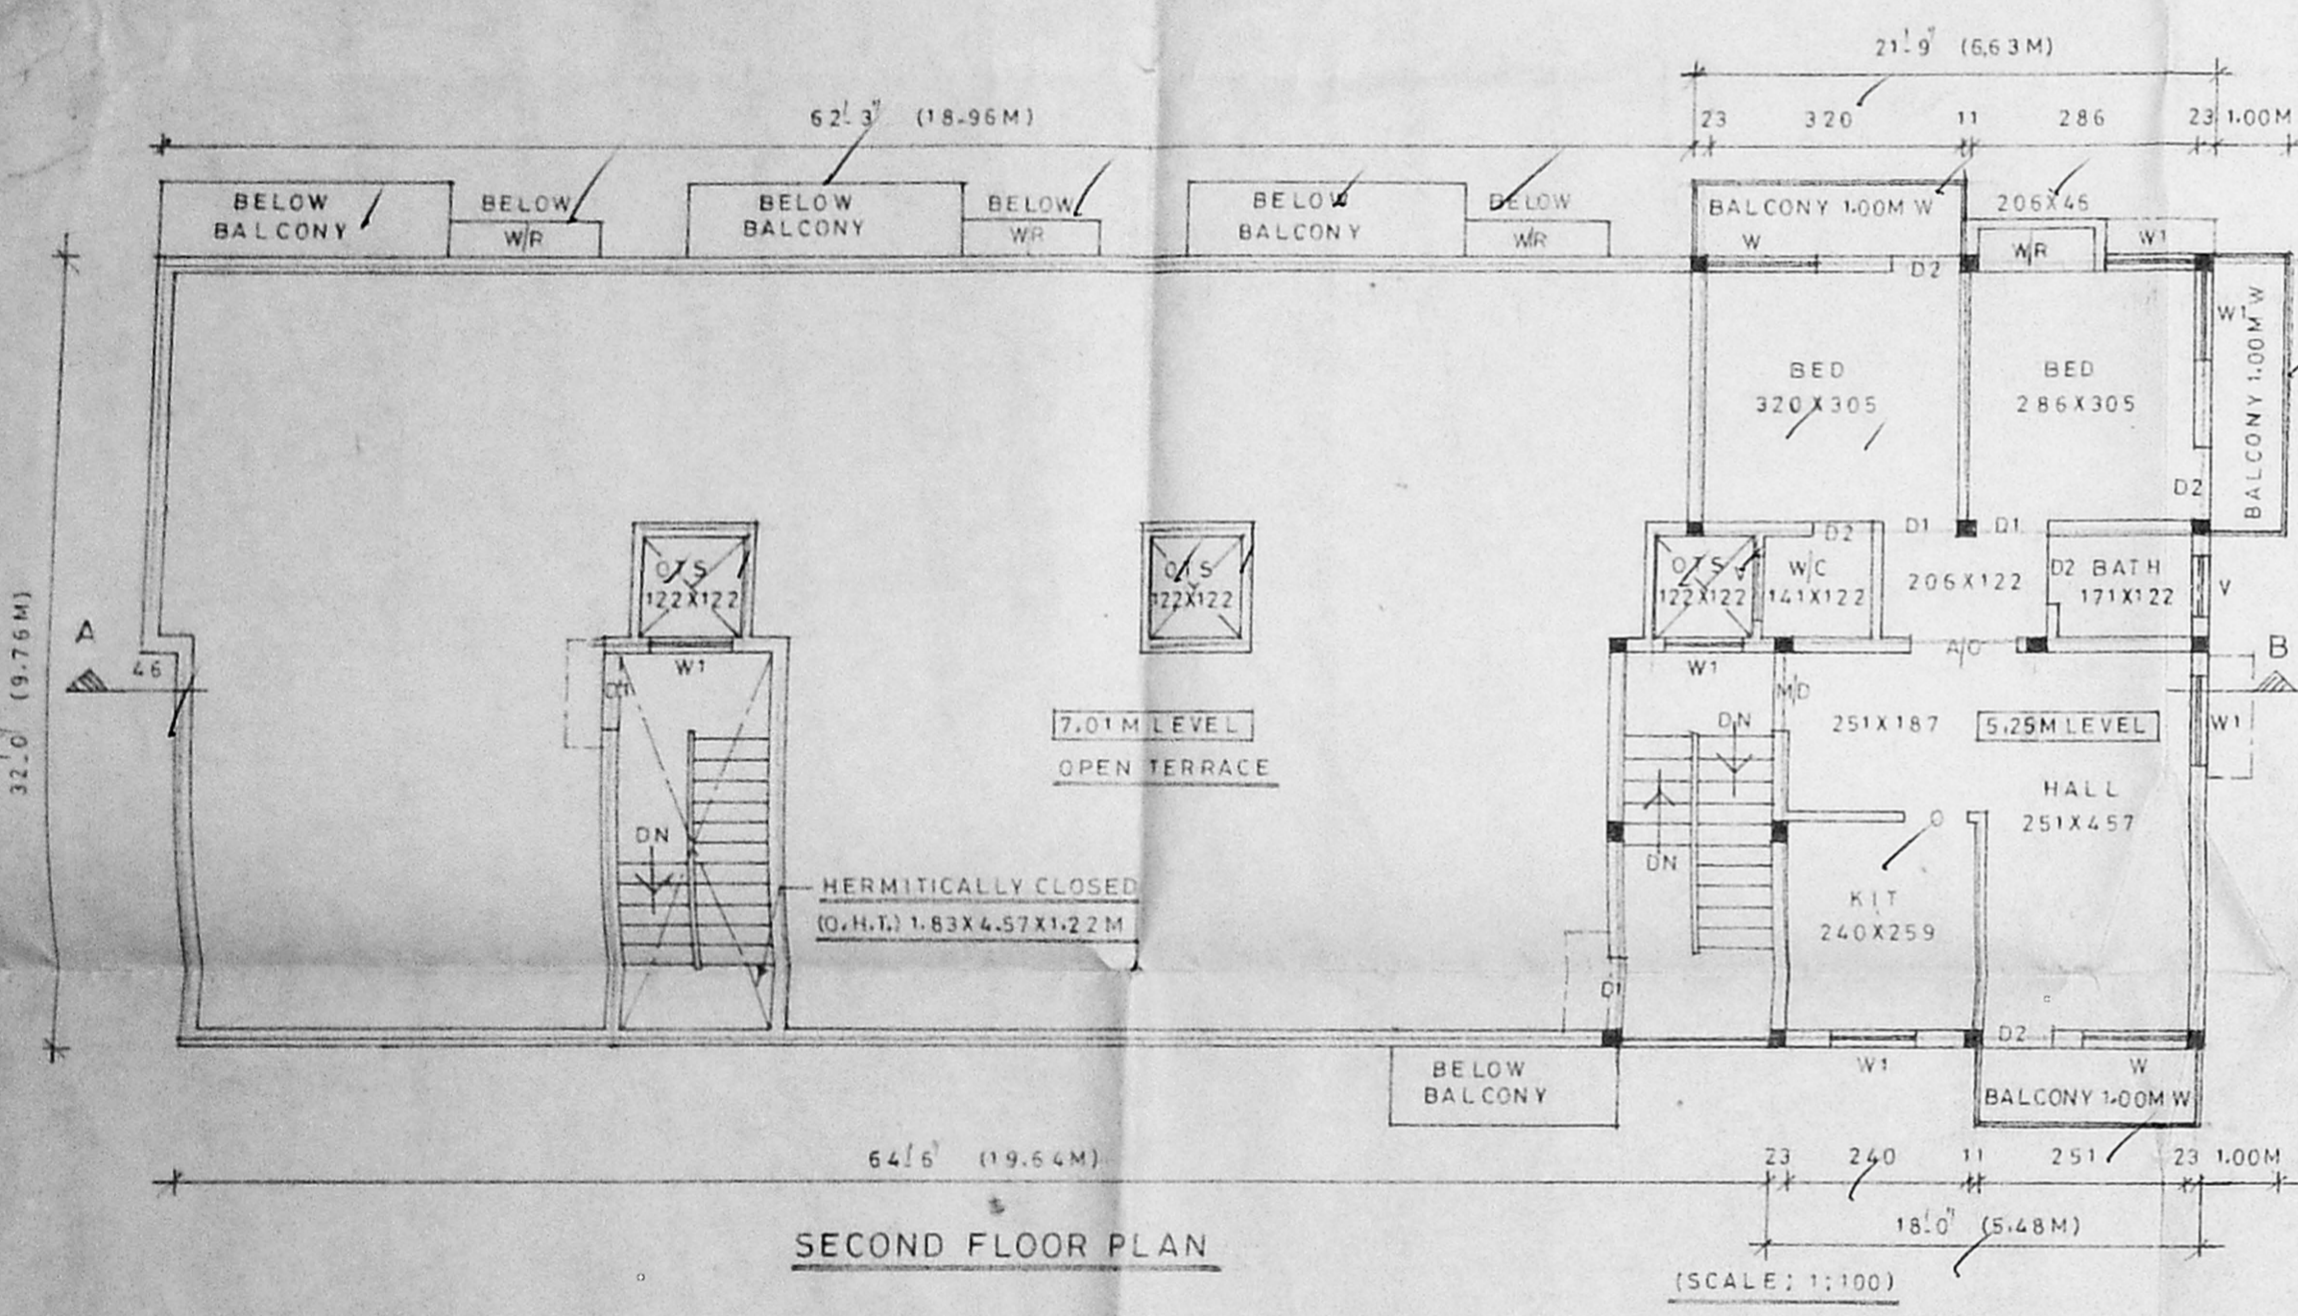 21'-9" (6.63M)
62'-3" (18.96M)
23 320 11 286 23 1.00M
BELOW
BALCONY
BELOW
W/R
BELOW
BALCONY
BELOW
W/R
BELOW
BALCONY
BELOW
W/R
BALCONY 1.00M W
W
D2
206X46
W/R
W1
W1
BALCONY 1.00M W
BED
320X305
BED
286X305
D2
OTS
122X122
OTS
122X122
OTS
122X122
V
D2
W/C
141X122
D1
D1
206X122
D2 BATH
171X122
V
32'.0" (9.76M)
A
46
W1
D1
W1
M/D
A/C
B
7.01 M LEVEL
OPEN TERRACE
DN
251X187
5.25M LEVEL
W1
HALL
251X457
DN
DN
O
HERMITICALLY CLOSED
(O.H.T.) 1.83X4.57X1.22M
KIT
240X259
D1
D2
BELOW
BALCONY
W1
W
BALCONY 1.00M W
64'-6" (19.64M)
23 240 11 251 23 1.00M
18'-0" (5.48M)
SECOND FLOOR PLAN
(SCALE; 1:100)